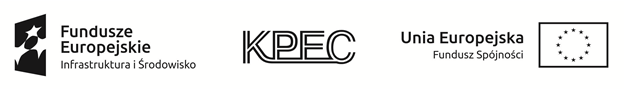 Fundusze
Europejskie
Infrastruktura i Środowisko
KPEC
Unia Europejska
Fundusz Spójności